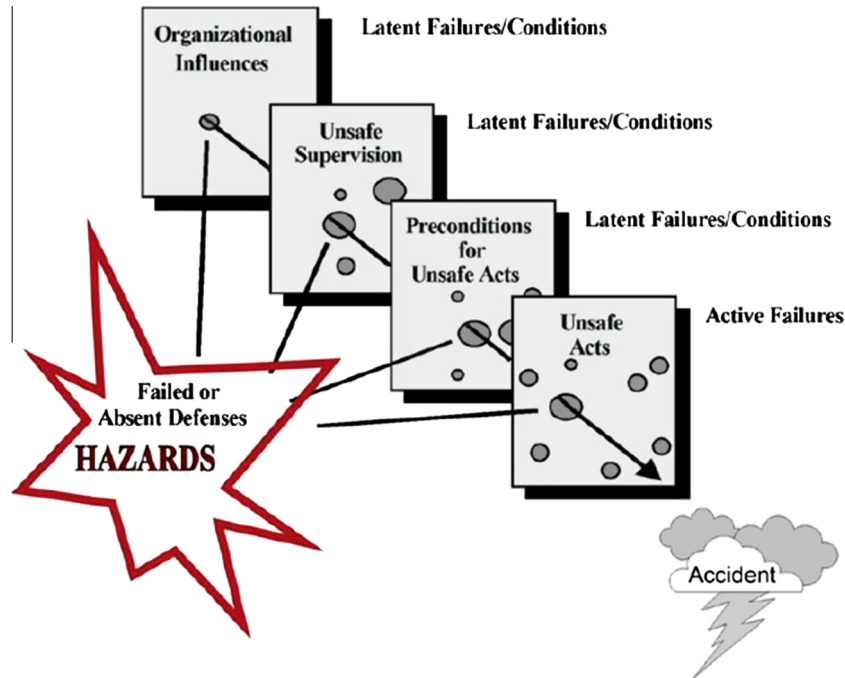 Organizational
Influences
Latent Failures/Conditions
Unsafe
Supervision
Latent Failures/Conditions
Preconditions
for
Unsafe Acts
Latent Failures/Conditions
Unsafe
Acts
Active Failures
Failed or
Absent Defenses
HAZARDS
Accident